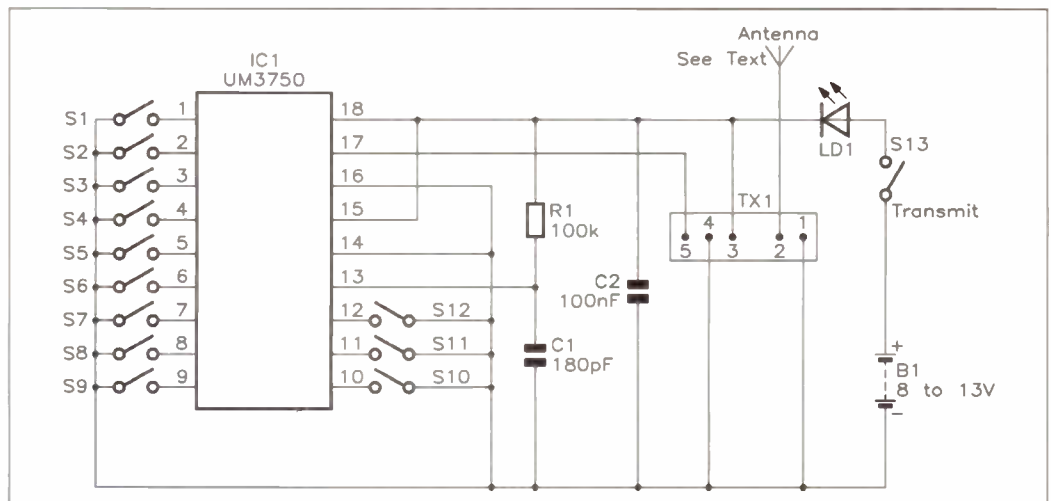 Antenna
See Text
IC1
UM3750
S1 1 18
S2 2 17
S3 3 16
S4 4 15
S5 5 14
S6 6 13
S7 7 12 S12
S8 8 11 S11
S9 9 10 S10
R1
100k
C1
180pF
C2
100nF
TX1
4 1
5 3 2
LD1
S13
Transmit
+
B1
8 to 13V
-